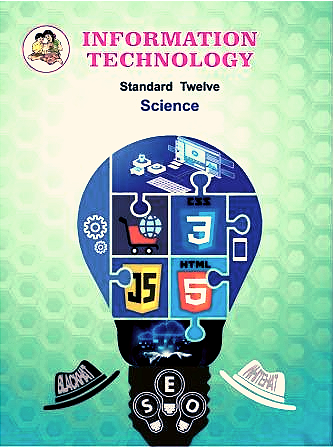 INFORMATION
TECHNOLOGY
Standard Twelve
Science
CSS
3
HTML
JS
5
BLACKHAT
WHITEHAT
E
S O